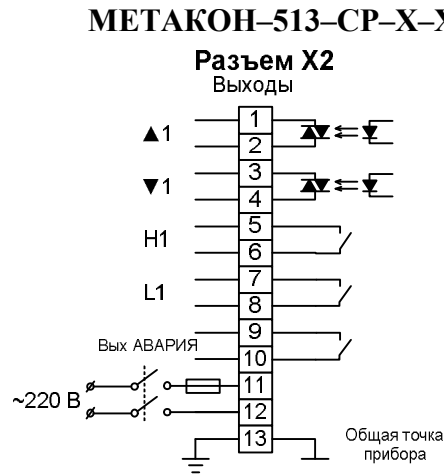 МЕТАКОН–513–СР–Х–Х
Разъем X2
Выходы
▲1
▼1
H1
L1
Вых АВАРИЯ
~220 В
1
2
3
4
5
6
7
8
9
10
11
12
13
Общая точка
прибора